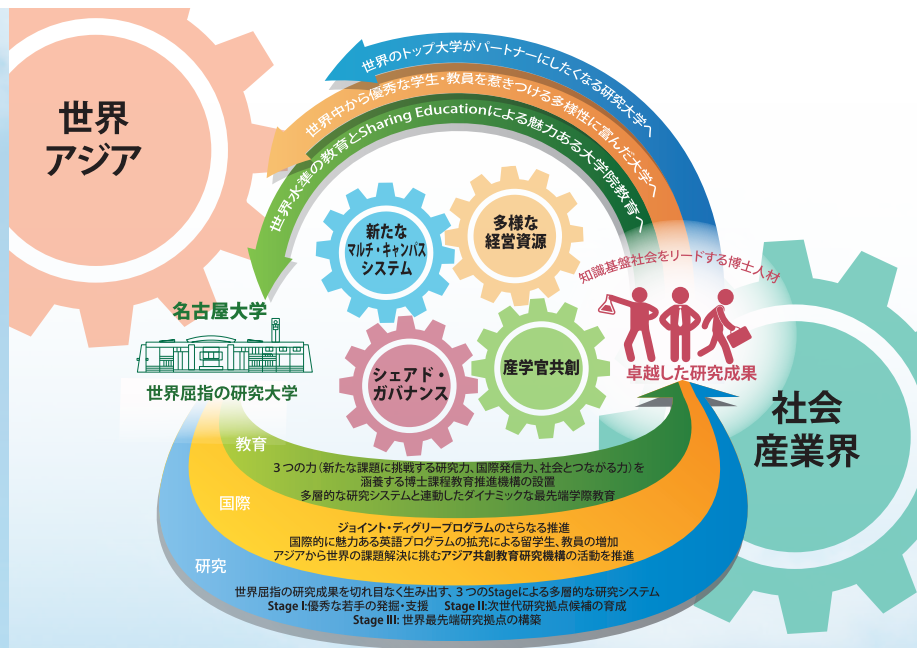 世界
アジア
世界のトップ大学がパートナーにしたくなる研究大学へ
世界中から優秀な学生・教員を惹きつける多様性に富んだ大学へ
世界水準の教育とSharing Educationによる魅力ある大学院教育へ
新たな
マルチ・キャンパス
システム
多様な
経営資源
シェアド・
ガバナンス
産学官共創
名古屋大学
世界屈指の研究大学
知識基盤社会をリードする博士人材
卓越した研究成果
社会
産業界
教育
3つの力(新たな課題に挑戦する研究力、国際発信力、社会とつながる力)を
涵養する博士課程教育推進機構の設置
多層的な研究システムと連動したダイナミックな最先端学際教育
国際
ジョイント・ディグリープログラムのさらなる推進
国際的に魅力ある英語プログラムの拡充による留学生、教員の増加
アジアから世界の課題解決に挑むアジア共創教育研究機構の活動を推進
研究
世界屈指の研究成果を切れ目なく生み出す、3つのStageによる多層的な研究システム
Stage I:優秀な若手の発掘・支援 Stage II:次世代研究拠点候補の育成
Stage III: 世界最先端研究拠点の構築